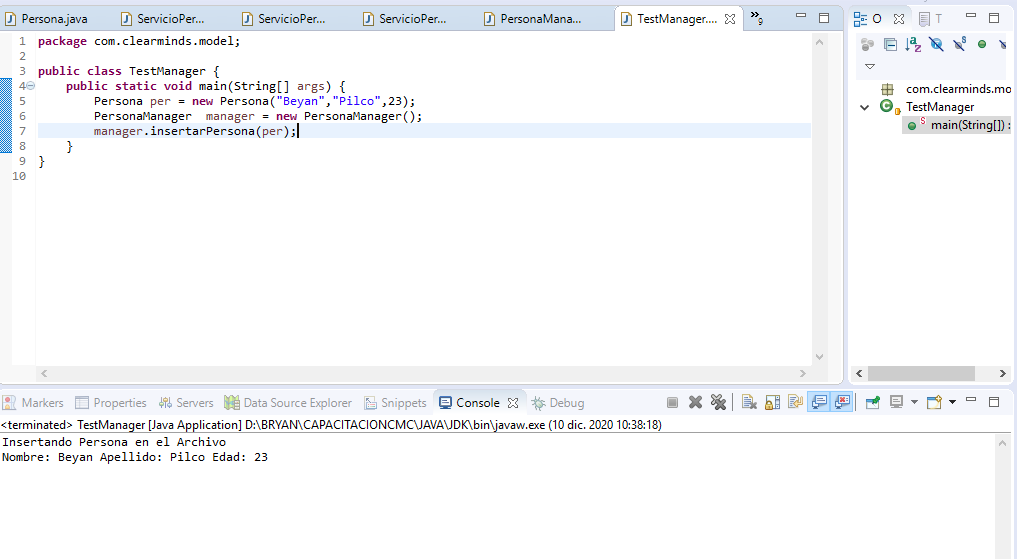 Persona.java ServicioPer... ServicioPer... ServicioPer... PersonaMana... TestManager.... 9
O T
1 package com.clearminds.model;
2
3 public class TestManager {
4 public static void main(String[] args) {
5 Persona per = new Persona("Beyan","Pilco",23);
6 PersonaManager manager = new PersonaManager();
7 manager.insertarPersona(per);
8 }
9 }
10
com.clearminds.mo
TestManager
main(String[]) :
Markers Properties Servers Data Source Explorer Snippets Console Debug
<terminated> TestManager [Java Application] D:\BRYAN\CAPACITACIONCMC\JAVA\JDK\bin\javaw.exe (10 dic. 2020 10:38:18)
Insertando Persona en el Archivo
Nombre: Beyan Apellido: Pilco Edad: 23